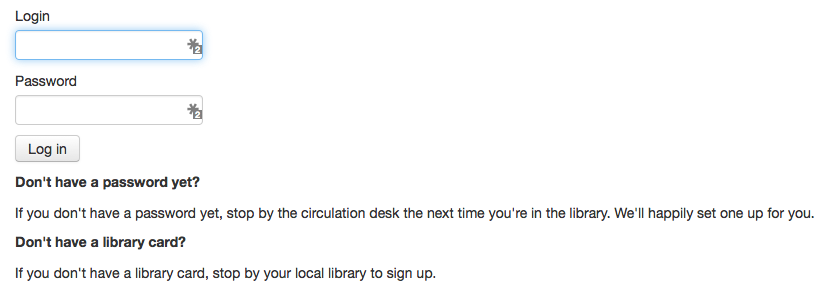 Login
2
Password
2
Log in
Don't have a password yet?
If you don't have a password yet, stop by the circulation desk the next time you're in the library. We'll happily set one up for you.
Don't have a library card?
If you don't have a library card, stop by your local library to sign up.